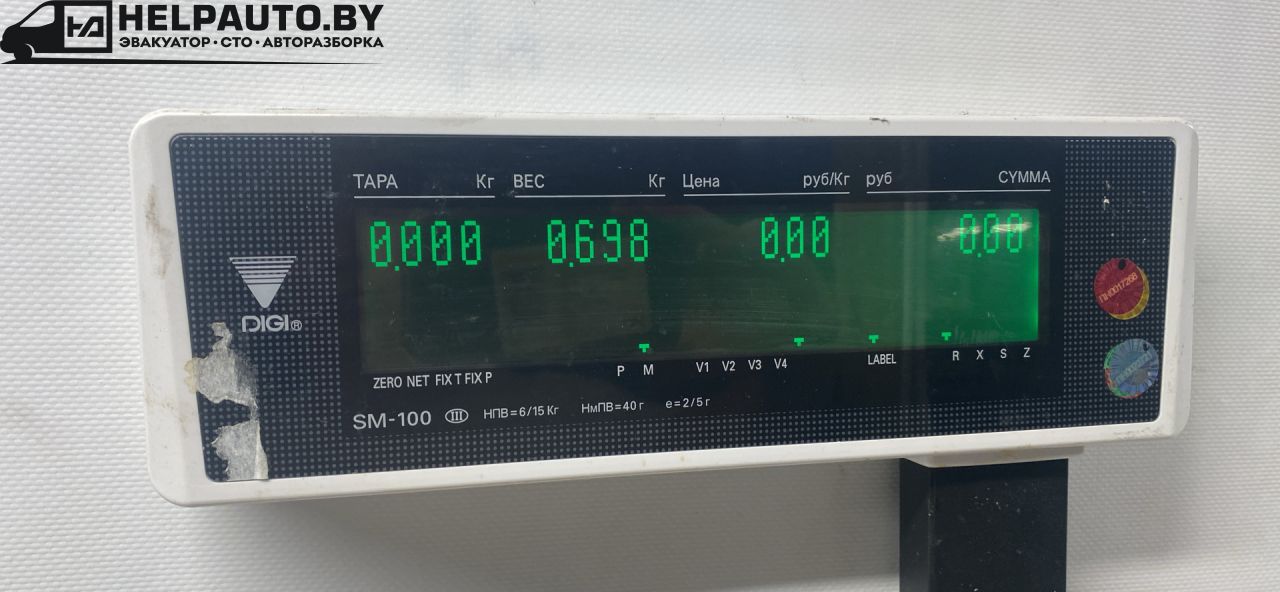 HELPAUTO.BY
ЭВАКУАТОР•СТО•АВТОРАЗБОРКА
ТАРА Кг ВЕС Кг Цена руб/Кг руб СУММА
0.000 0.698 0.00 0.00
DIGI®
P M V1 V2 V3 V4 LABEL R X S Z
ZERO NET FIX T FIX P
SM-100 III НПВ=6/15 Кг НмПВ=40 г e=2/5 г
ПН0017268